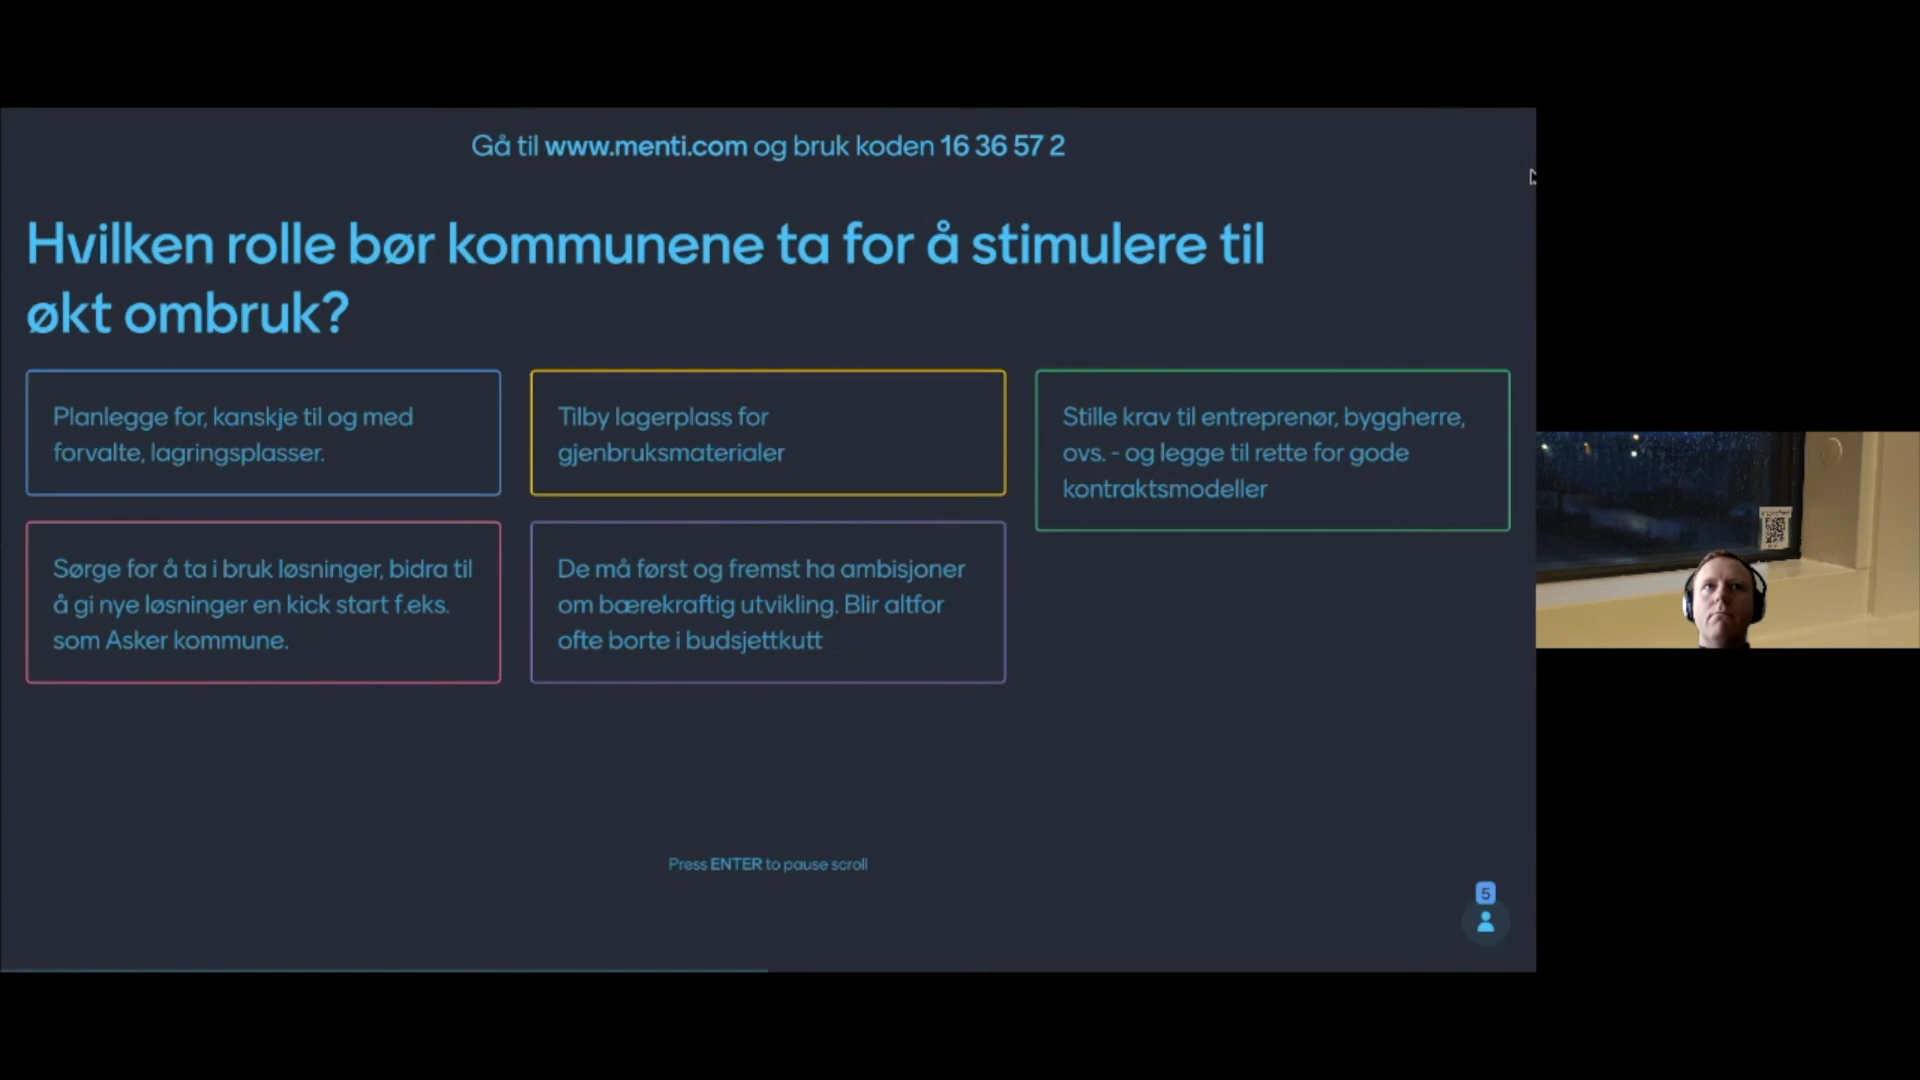 Gå til www.menti.com og bruk koden 16 36 57 2
Hvilken rolle bør kommunene ta for å stimulere til
økt ombruk?
Planlegge for, kanskje til og med
forvalte, lagringsplasser.
Tilby lagerplass for
gjenbruksmaterialer
Stille krav til entreprenør, byggherre,
ovs. - og legge til rette for gode
kontraktsmodeller
Sørge for å ta i bruk løsninger, bidra til
å gi nye løsninger en kick start f.eks.
som Asker kommune.
De må først og fremst ha ambisjoner
om bærekraftig utvikling. Blir altfor
ofte borte i budsjettkutt
Press ENTER to pause scroll
5